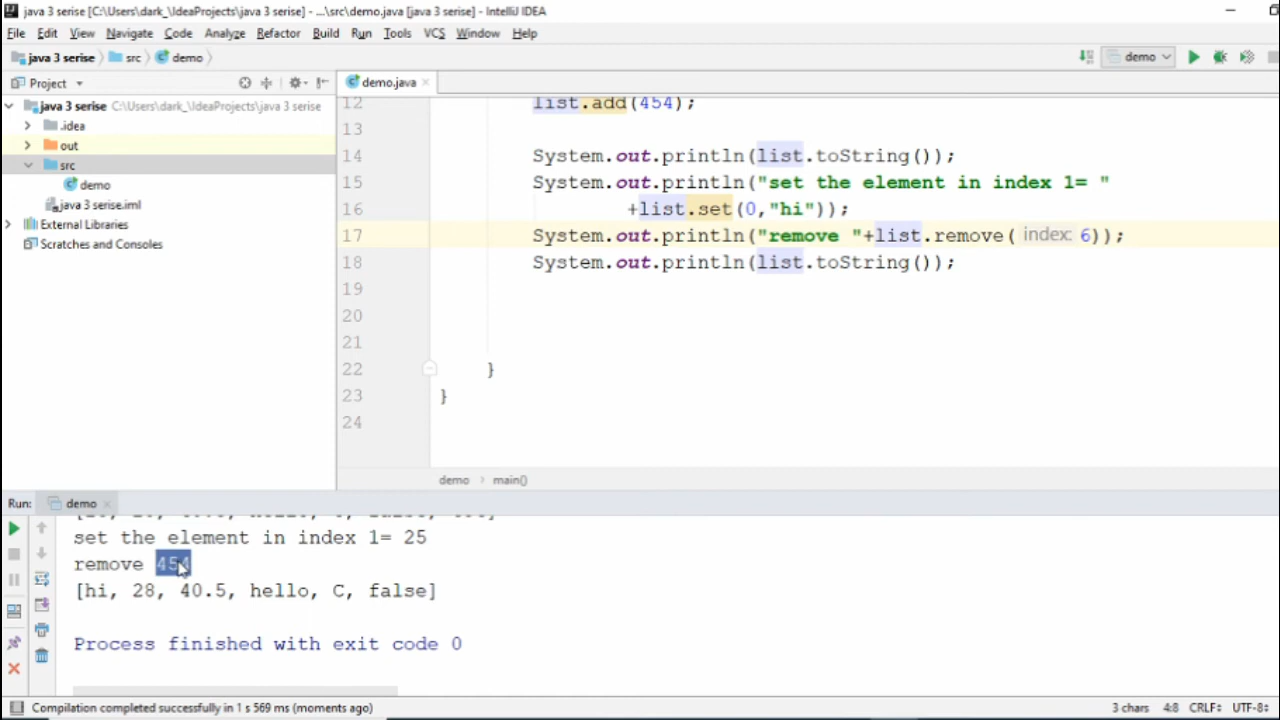 java 3 serise [C:\Users\dark_\IdeaProjects\java 3 serise] - ...\src\demo.java [java 3 serise] - IntelliJ IDEA
File Edit View Navigate Code Analyze Refactor Build Run Tools VCS Window Help
java 3 serise src demo demo
Project demo.java
java 3 serise C:\Users\dark_\IdeaProjects\java 3 serise
.idea
out
src
demo
java 3 serise.iml
External Libraries
Scratches and Consoles
12 list.add(454);
13
14 System.out.println(list.toString());
15 System.out.println("set the element in index 1= "
16 +list.set(0,"hi"));
17 System.out.println("remove "+list.remove( index: 6));
18 System.out.println(list.toString());
19
20
21
22 }
23 }
24
demo main()
Run: demo
set the element in index 1= 25
remove 454
[hi, 28, 40.5, hello, C, false]
Process finished with exit code 0
Compilation completed successfully in 1 s 569 ms (moments ago) 3 chars 4:8 CRLF UTF-8